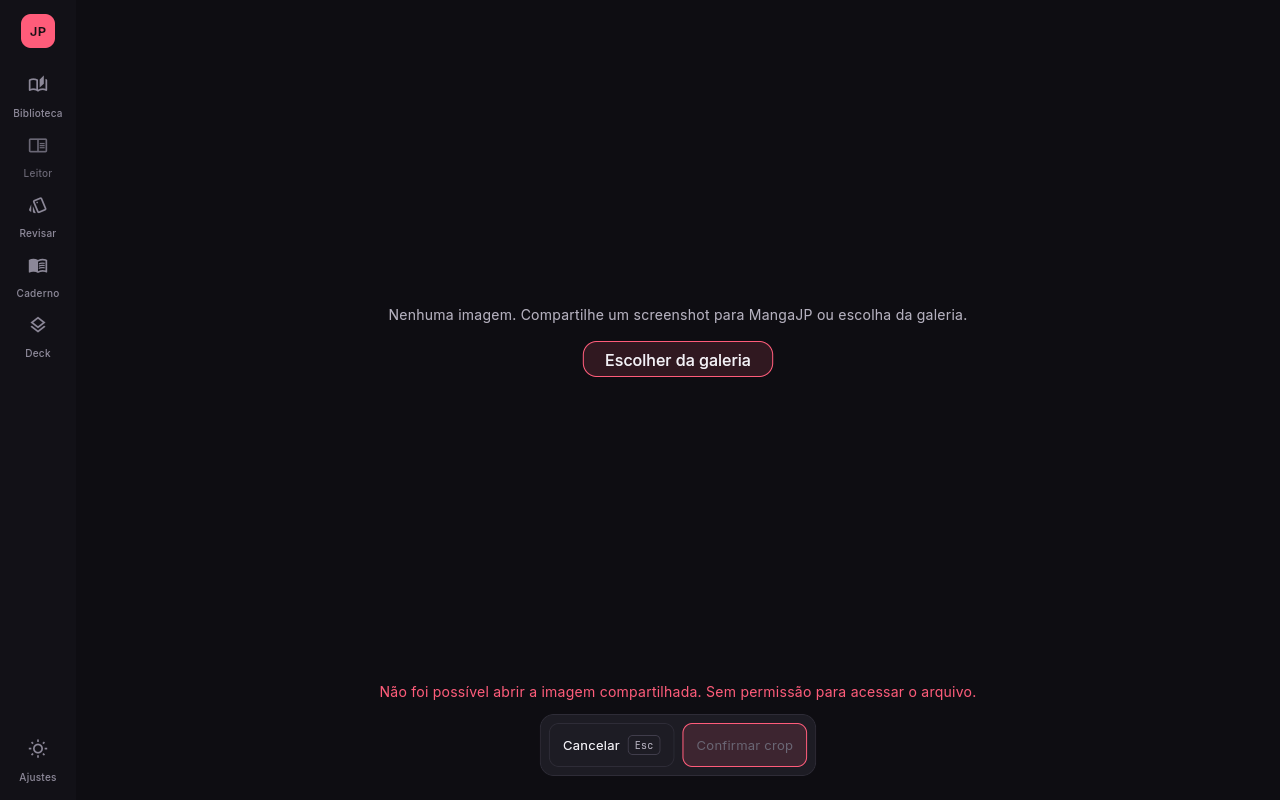 JP
Biblioteca
Leitor
Revisar
Caderno
Deck
Ajustes
Nenhuma imagem. Compartilhe um screenshot para MangaJP ou escolha da galeria.
Escolher da galeria
Não foi possível abrir a imagem compartilhada. Sem permissão para acessar o arquivo.
Cancelar Esc Confirmar crop